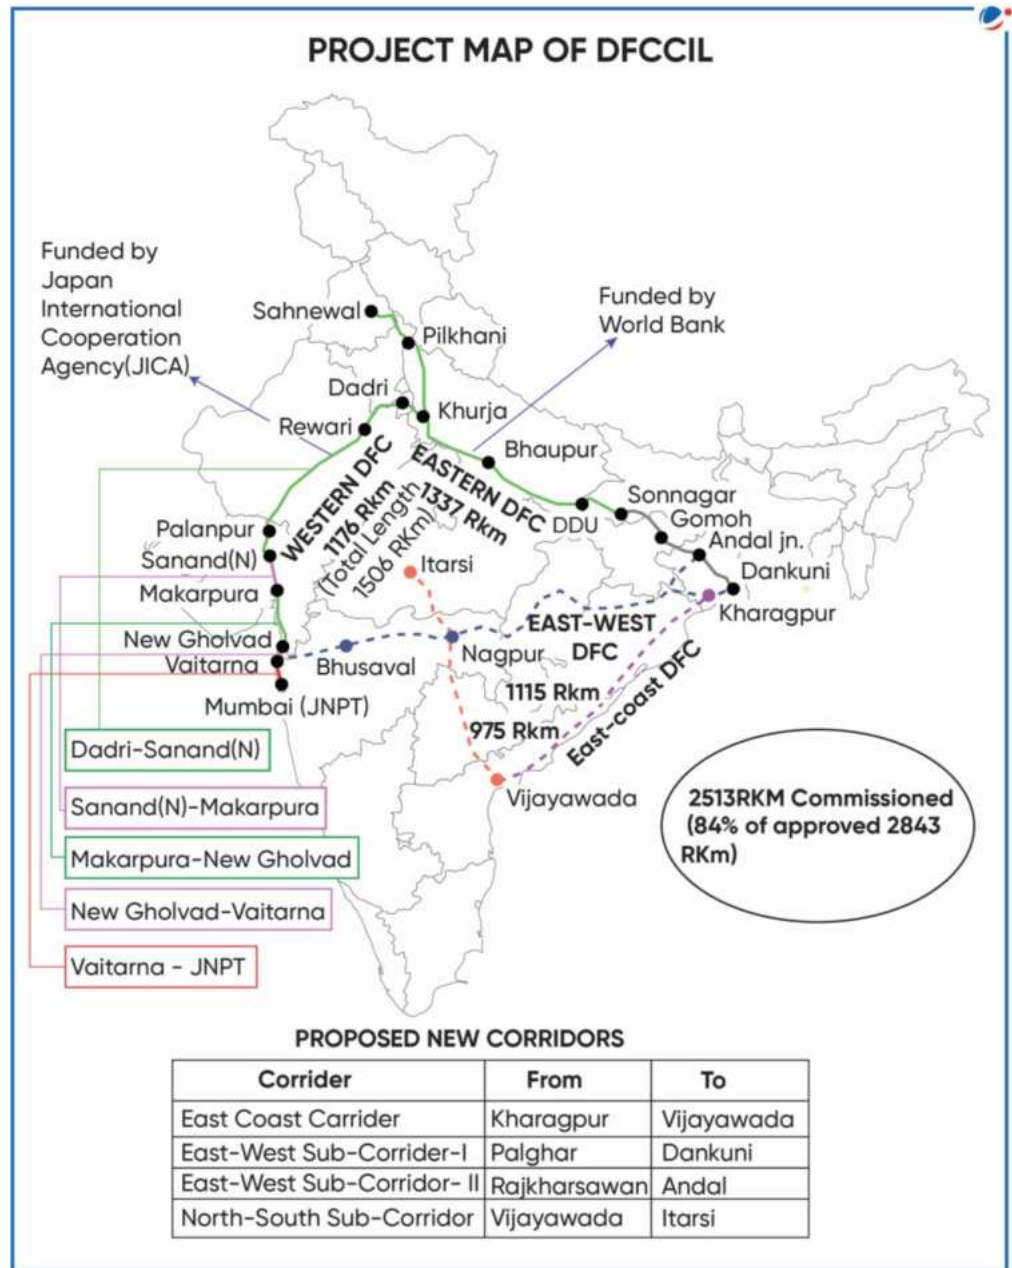 PROJECT MAP OF DFCCIL
Funded by
Japan
International
Cooperation
Agency(JICA)
Funded by
World Bank
Sahnewal
Pilkhani
Dadri
Khurja
Rewari
Bhaupur
WESTERN DFC
1176 Rkm
(Total Length
1506 RKm)
EASTERN DFC
1337 Rkm
DDU
Sonnagar
Gomoh
Andal jn.
Dankuni
Kharagpur
Palanpur
Sanand(N)
Makarpura
Itarsi
New Gholvad
Vaitarna
Mumbai (JNPT)
Bhusaval
Nagpur
EAST-WEST
DFC
1115 Rkm
975 Rkm
East-coast DFC
Vijayawada
Dadri-Sanand(N)
Sanand(N)-Makarpura
Makarpura-New Gholvad
New Gholvad-Vaitarna
Vaitarna - JNPT
2513RKM Commissioned
(84% of approved 2843
RKm)
PROPOSED NEW CORRIDORS
Corrider From To
East Coast Carrider Kharagpur Vijayawada
East-West Sub-Corrider-I Palghar Dankuni
East-West Sub-Corridor- II Rajkharsawan Andal
North-South Sub-Corridor Vijayawada Itarsi